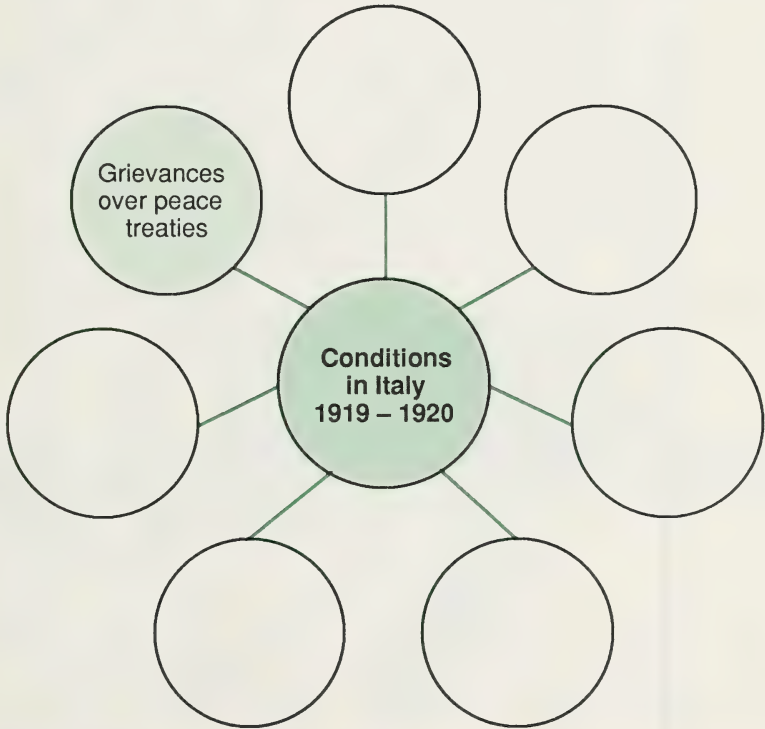 Grievances
over peace
treaties
Conditions
in Italy
1919 – 1920